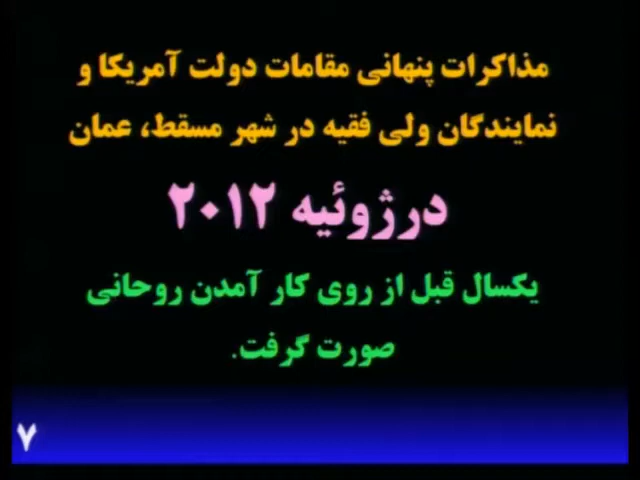 مذاکرات پنهانی مقامات دولت آمریکا و
نمایندگان ولی فقیه در شهر مسقط، عمان
درژوئیه ۲۰۱۲
یکسال قبل از روی کار آمدن روحانی
صورت گرفت.
۷